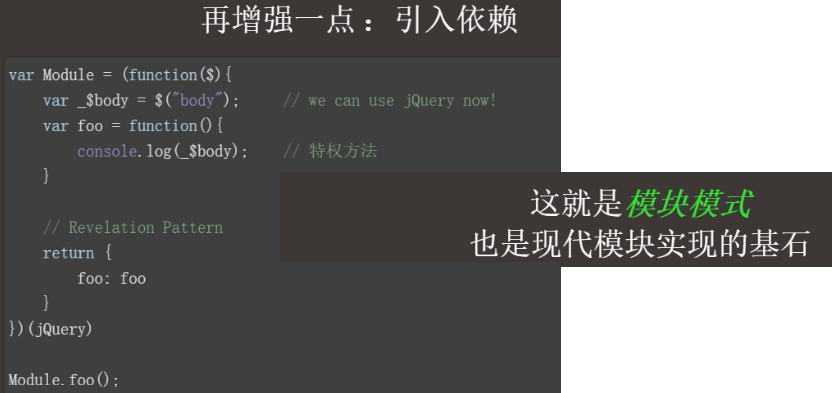 再增强一点：引入依赖
var Module = (function($){
    var _$body = $("body");     // we can use jQuery now!
    var foo = function(){
        console.log(_$body);    // 特权方法
    }
    // Revelation Pattern
    return {
        foo: foo
    }
})(jQuery)
Module.foo();
这就是模块模式
也是现代模块实现的基石